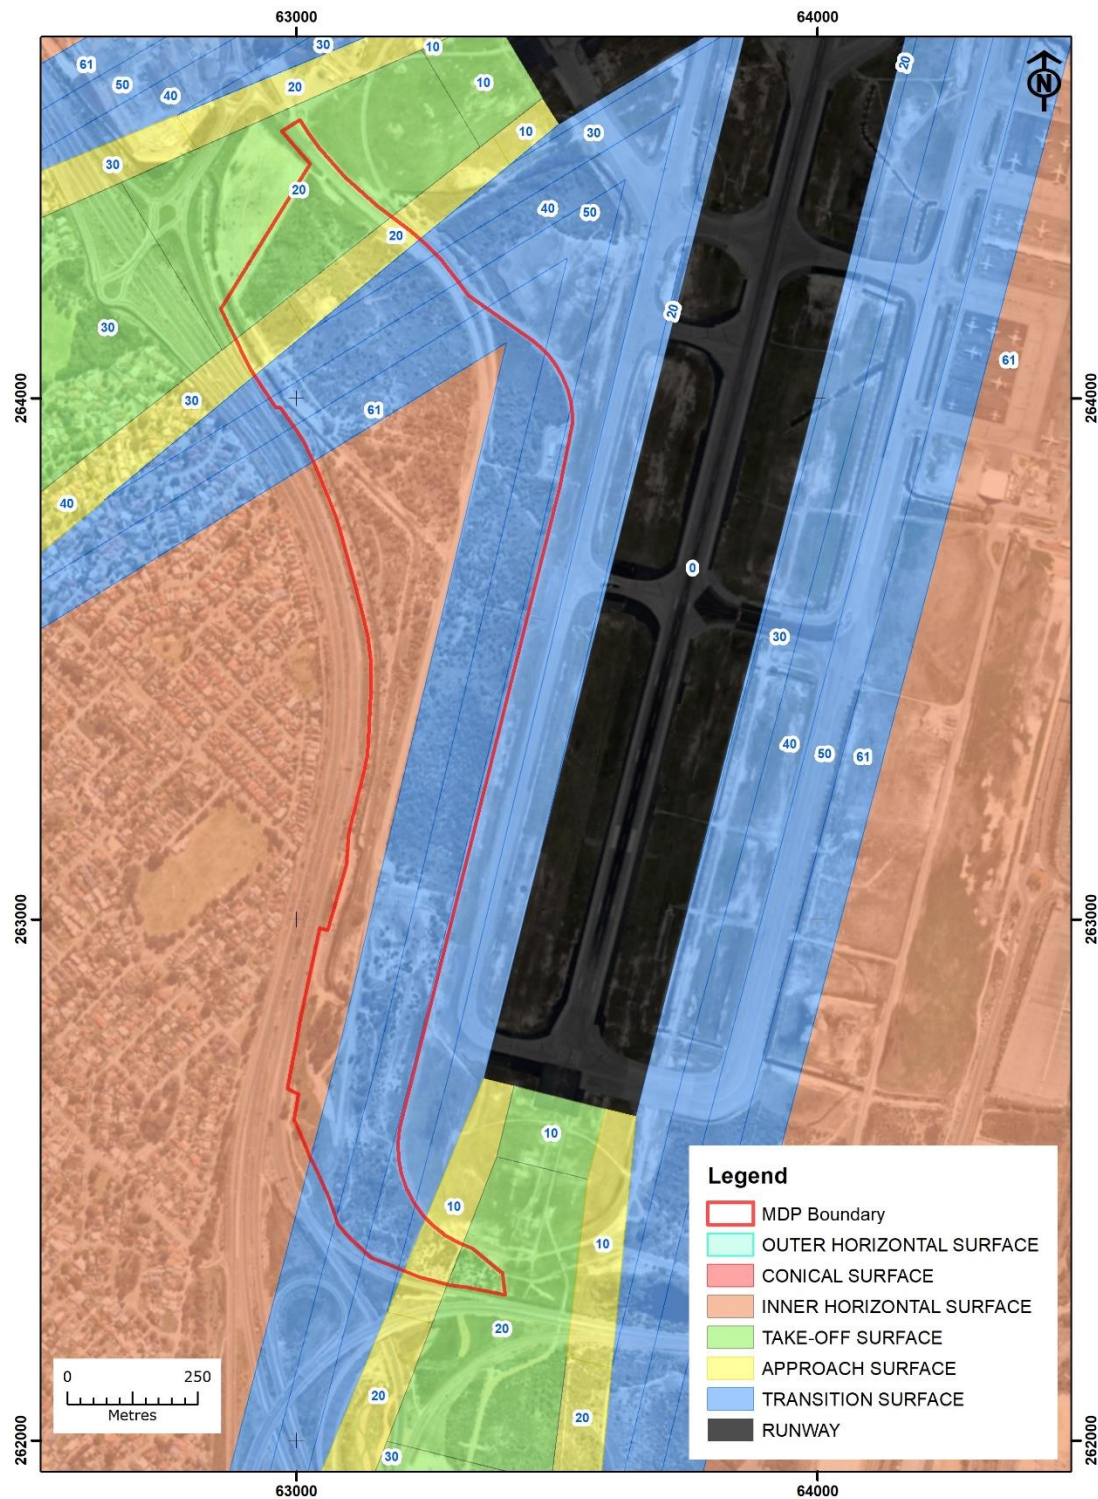 63000 64000
30 10
61 20
50 20 10
40
10 30
30
20
40 50
20
20
30
61
264000 264000
30 61
40
0
30
40 50 61
263000 263000
10
10
10
20
Legend
MDP Boundary
OUTER HORIZONTAL SURFACE
CONICAL SURFACE
INNER HORIZONTAL SURFACE
TAKE-OFF SURFACE
APPROACH SURFACE
TRANSITION SURFACE
RUNWAY
0 250
Metres
20
20
30
262000 262000
63000 64000
N